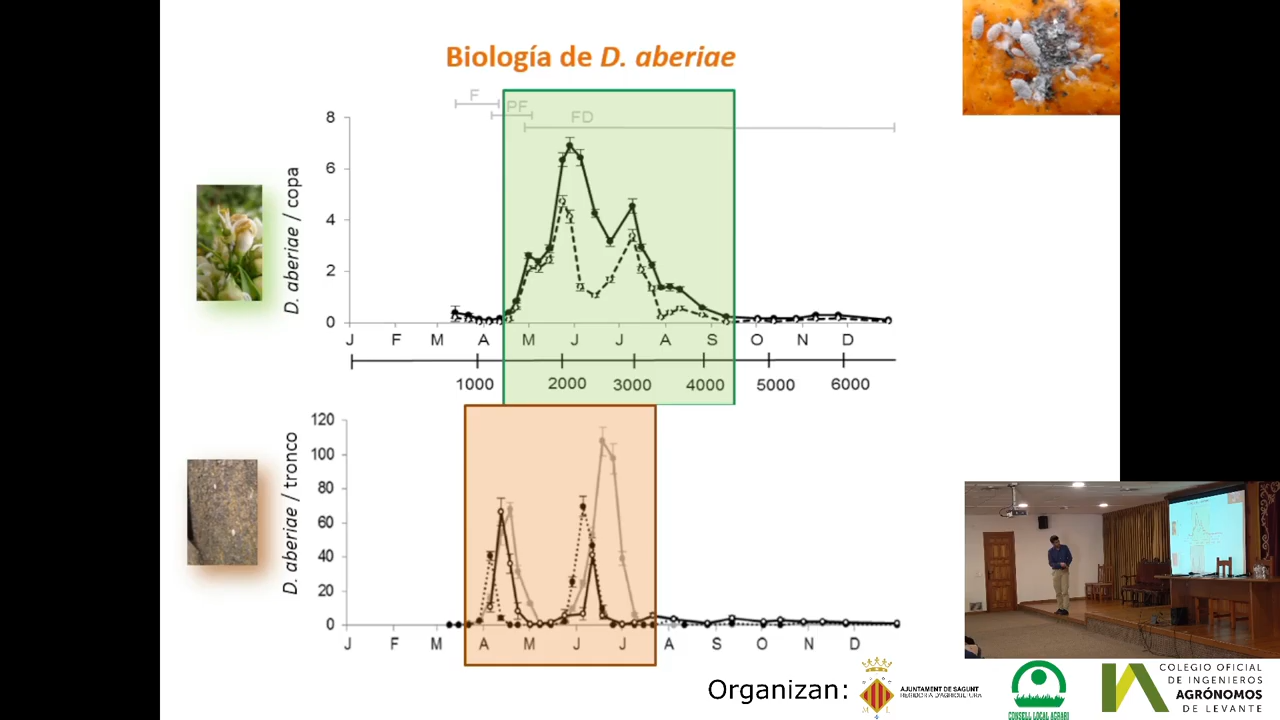 Biología de D. aberiae
F
PF
FD
D. aberiae / copa
8
6
4
2
0
J F M A M J J A S O N D
1000 2000 3000 4000 5000 6000
D. aberiae / tronco
120
100
80
60
40
20
0
J F M A M J J A S O N D
Organizan:
AJUNTAMENT DE SAGUNT
REGIDORIA D'AGRICULTURA
CONSELL LOCAL AGRARI
COLEGIO OFICIAL
DE INGENIEROS
AGRÓNOMOS
DE LEVANTE